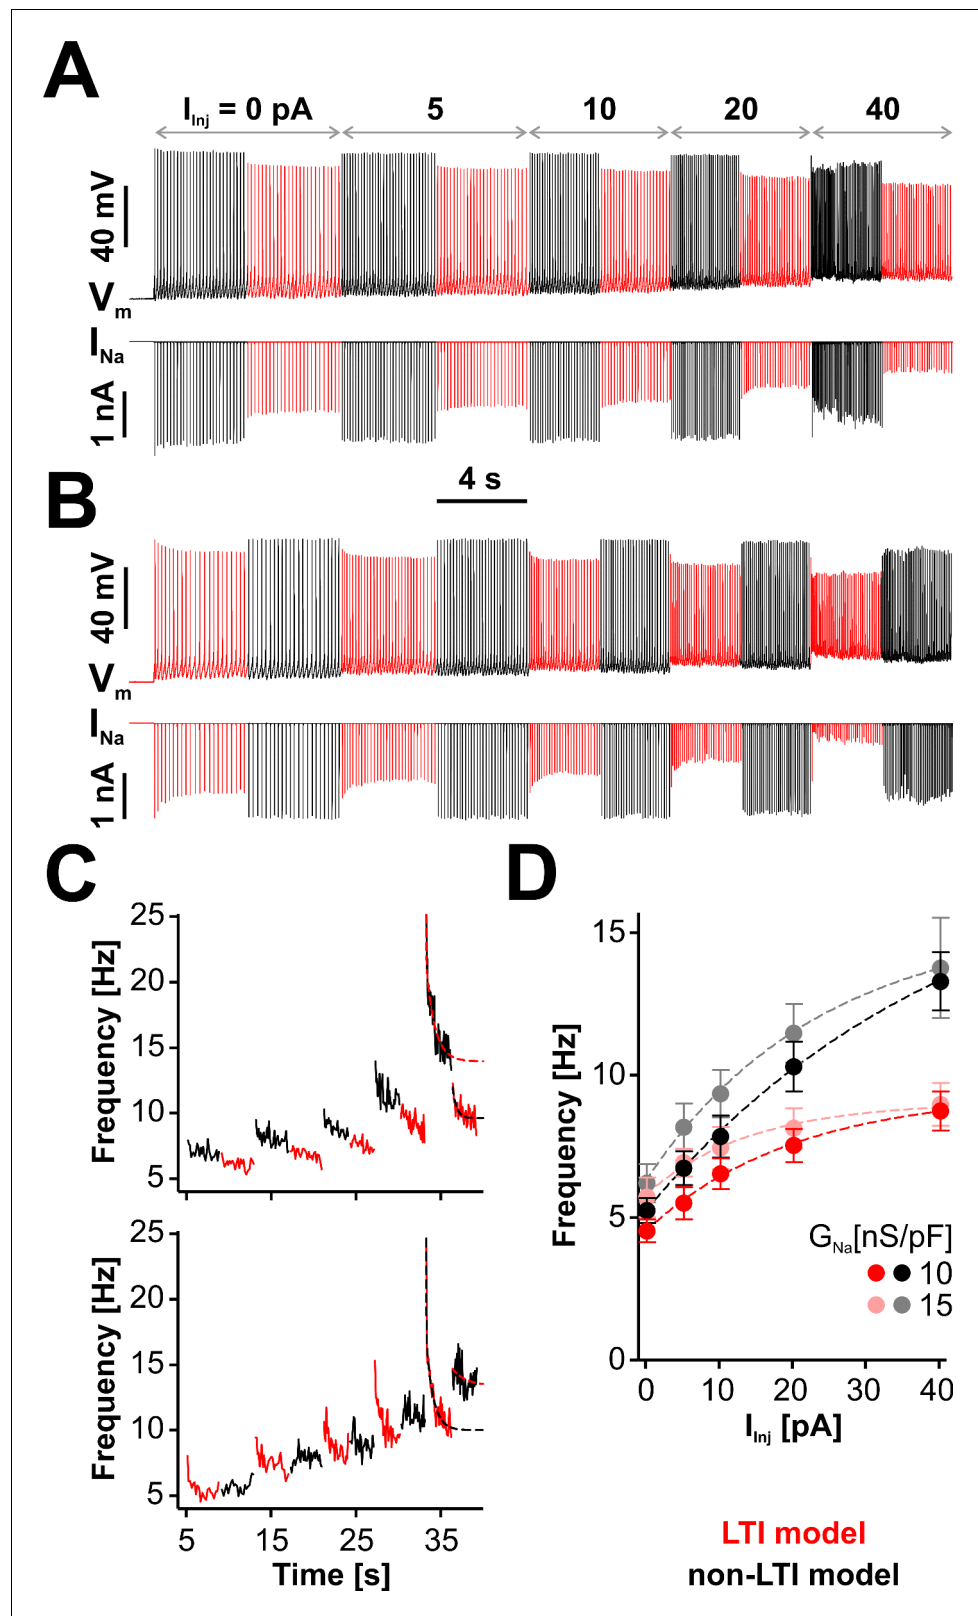 A
I_Inj = 0 pA 5 10 20 40
40 mV
V_m
I_Na
1 nA
B
4 s
40 mV
V_m
I_Na
1 nA
C
Frequency [Hz]
25
20
15
10
5
Frequency [Hz]
25
20
15
10
5
5 15 25 35
Time [s]
D
Frequency [Hz]
15
10
5
0
G_Na[nS/pF]
10
15
0 10 20 30 40
I_Inj [pA]
LTI model
non-LTI model